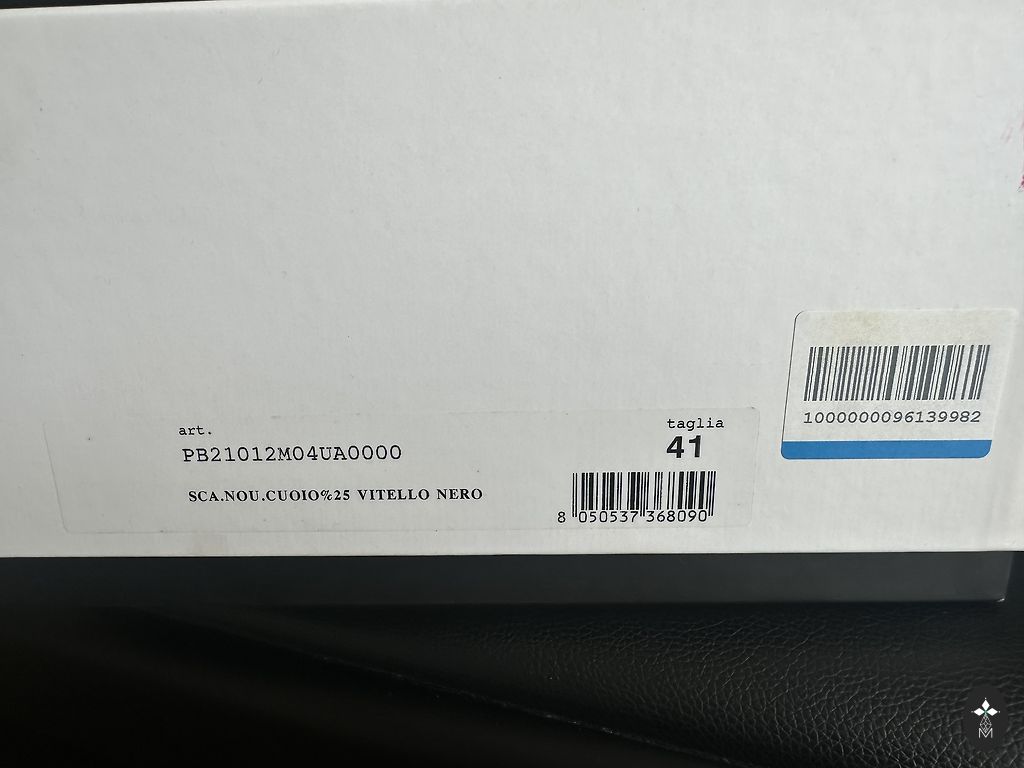 art.
PB21012M04UA0000
SCA.NOU.CUOIO%25 VITELLO NERO
taglia
41
8 050537 368090
1000000096139982
M